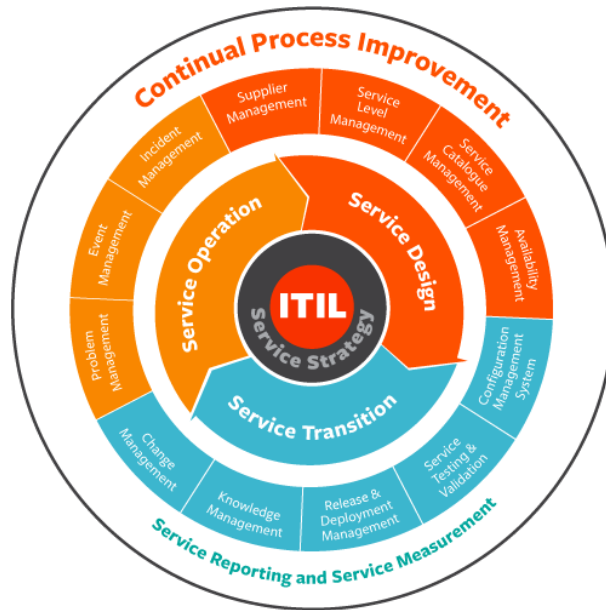 Continual Process Improvement
Supplier
Management
Service
Level
Management
Service
Catalogue
Management
Availability
Management
Configuration
Management
System
Service
Testing &
Validation
Release &
Deployment
Management
Knowledge
Management
Change
Management
Problem
Management
Event
Management
Incident
Management
Service Design
Service Transition
Service Operation
ITIL
Service Strategy
Service Reporting and Service Measurement